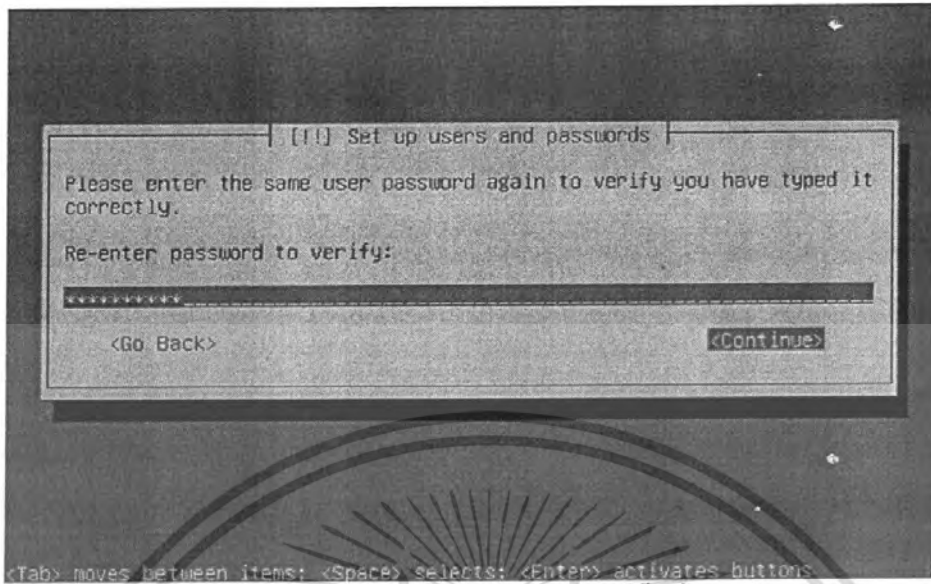 [!!] Set up users and passwords
Please enter the same user password again to verify you have typed it
correctly.
Re-enter password to verify:
**********
<Go Back> <Continue>
<Tab> moves between items; <Space> selects; <Enter> activates buttons